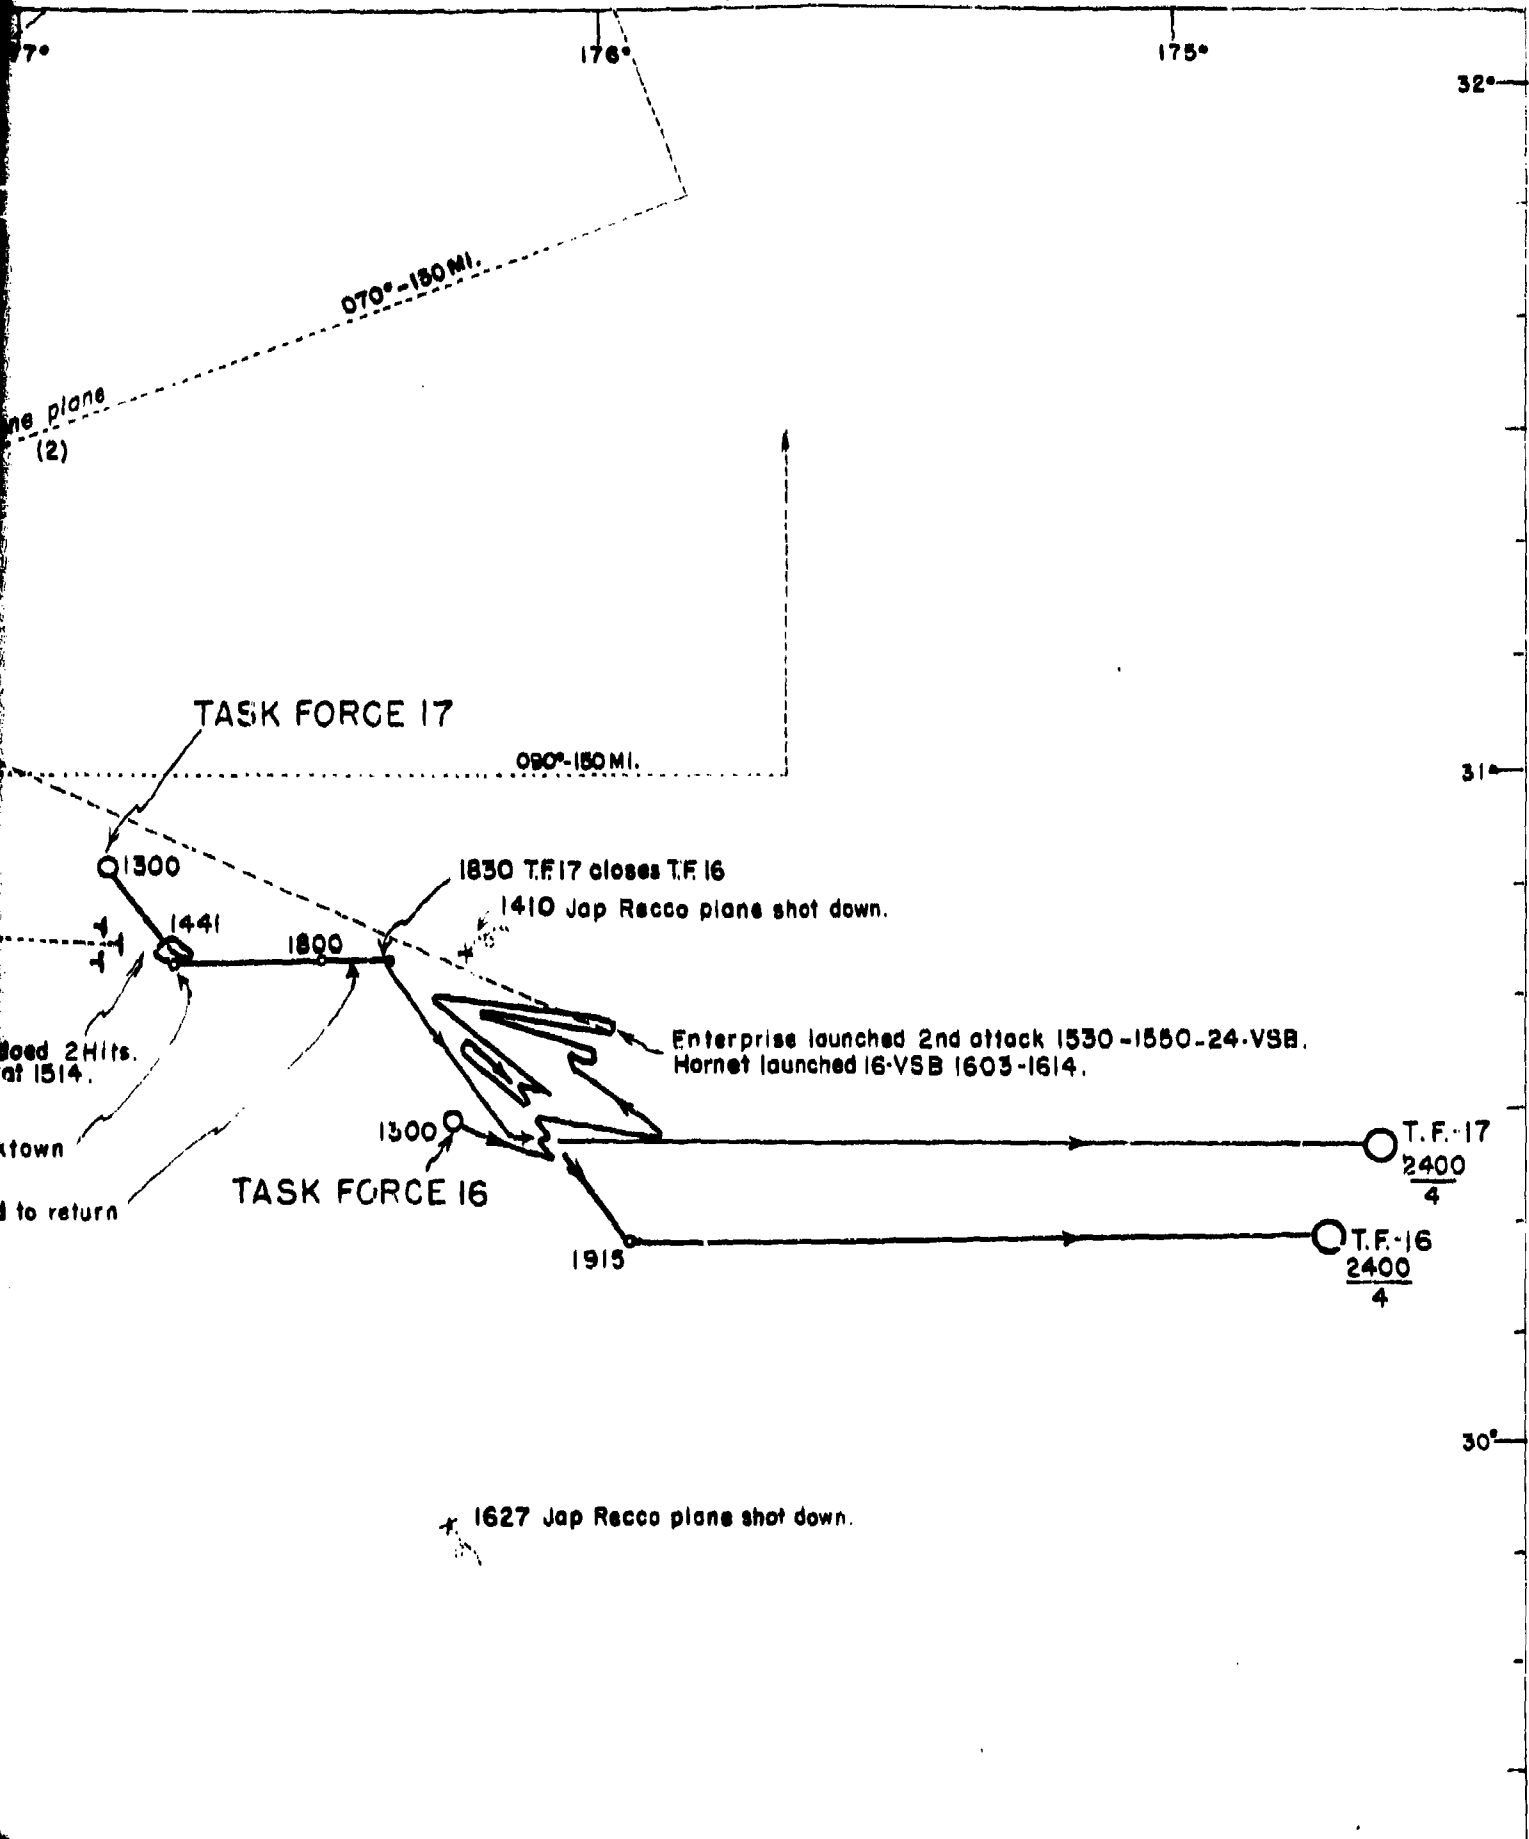 176°
175°
32°
070°-150 MI.
plane
(2)
TASK FORCE 17
090°-150 MI.
31°
1300
1830 T.F. 17 closes T.F. 16
1410 Jap Recco plane shot down.
1441
1800
2 Hits.
at 1514.
Enterprise launched 2nd attack 1530-1550-24-VSB.
Hornet launched 16-VSB 1603-1614.
1300
T.F.-17
2400
4
TASK FORCE 16
to return
T.F.-16
2400
4
1915
30°
1627 Jap Recco plane shot down.